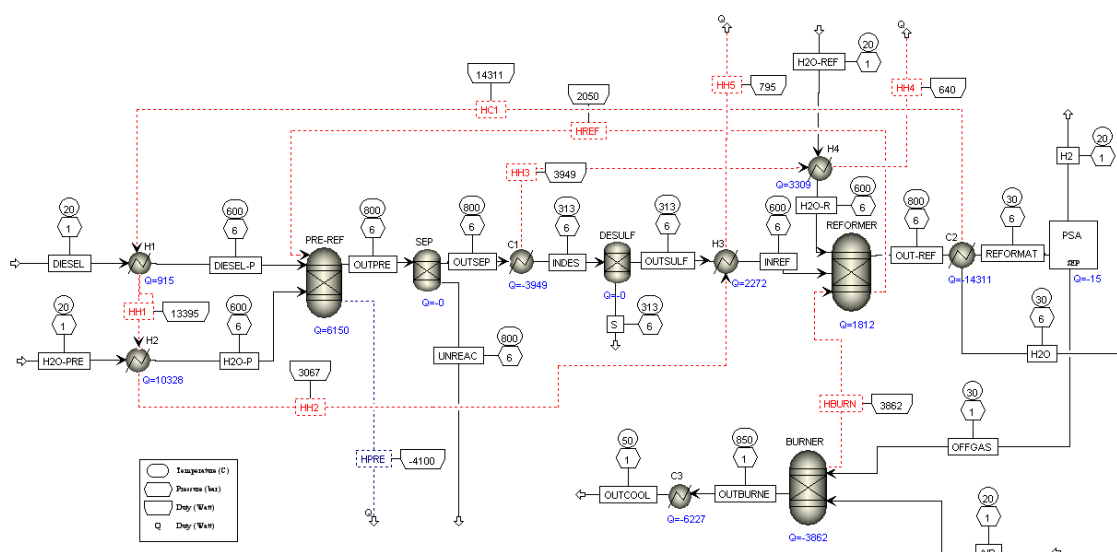 Q
Q
20
1
H2O-REF
14311
HC1
2050
HREF
HH5
795
HH4
640
20
1
H2
H4
HH3
3949
Q=3309
600
6
H2O-R
20
1
DIESEL
H1
Q=915
600
6
DIESEL-P
PRE-REF
Q=6150
800
6
OUTPRE
SEP
Q=-0
800
6
OUTSEP
C1
Q=-3949
313
6
INDES
DESULF
Q=-0
313
6
OUTSULF
H3
Q=2272
600
6
INREF
REFORMER
Q=1812
800
6
OUT-REF
C2
Q=-14311
30
6
REFORMAT
PSA
SEP
Q=-15
HH1
13395
20
1
H2O-PRE
H2
Q=10328
600
6
H2O-P
S
313
6
UNREAC
800
6
30
6
H2O
3067
HH2
HPRE
-4100
Q
HBURN
3862
30
1
OFFGAS
50
1
OUTCOOL
C3
Q=-6227
850
1
OUTBURNE
BURNER
Q=-3862
20
1
AIR
Temperature (C)
Pressure (bar)
Duty (Watt)
Q Duty (Watt)